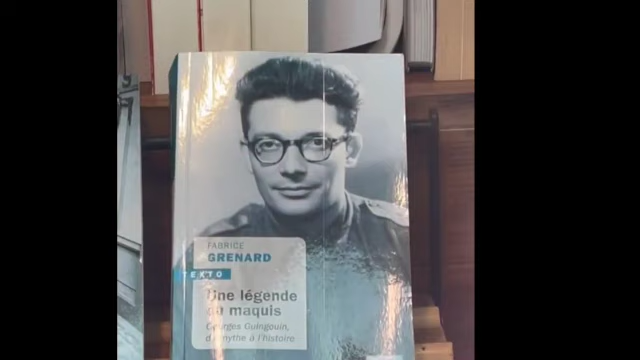 FABRICE
GRENARD
TEXTO
Une légende
du maquis
Georges Guingouin,
du mythe à l'histoire